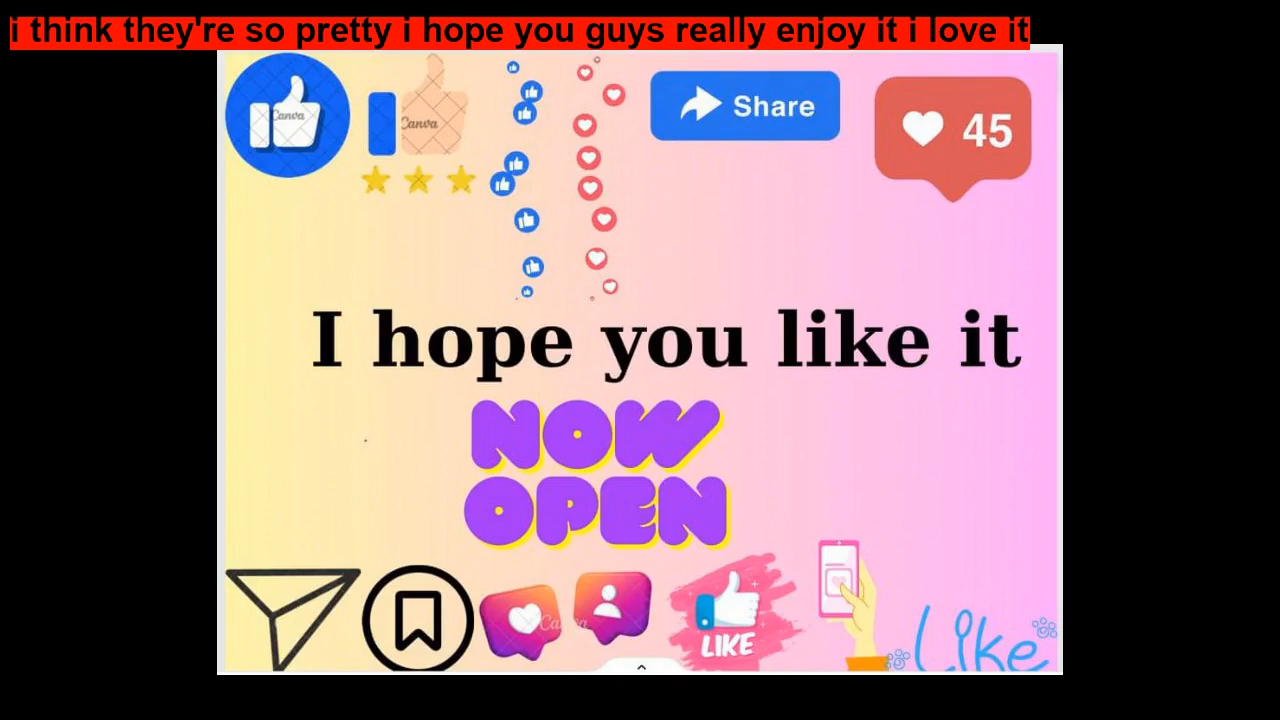 i think they're so pretty i hope you guys really enjoy it i love it
Canva
Canva
Share
45
I hope you like it
NOW
OPEN
Canva
LIKE
Like